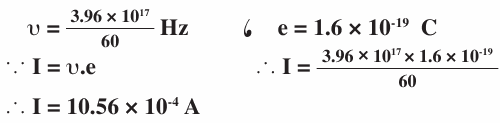 υ = 3.96 × 10¹⁷ / 60 Hz ، e = 1.6 × 10⁻¹⁹ C
∵ I = υ.e ∴ I = 3.96 × 10¹⁷ × 1.6 × 10⁻¹⁹ / 60
∴ I = 10.56 × 10⁻⁴ A